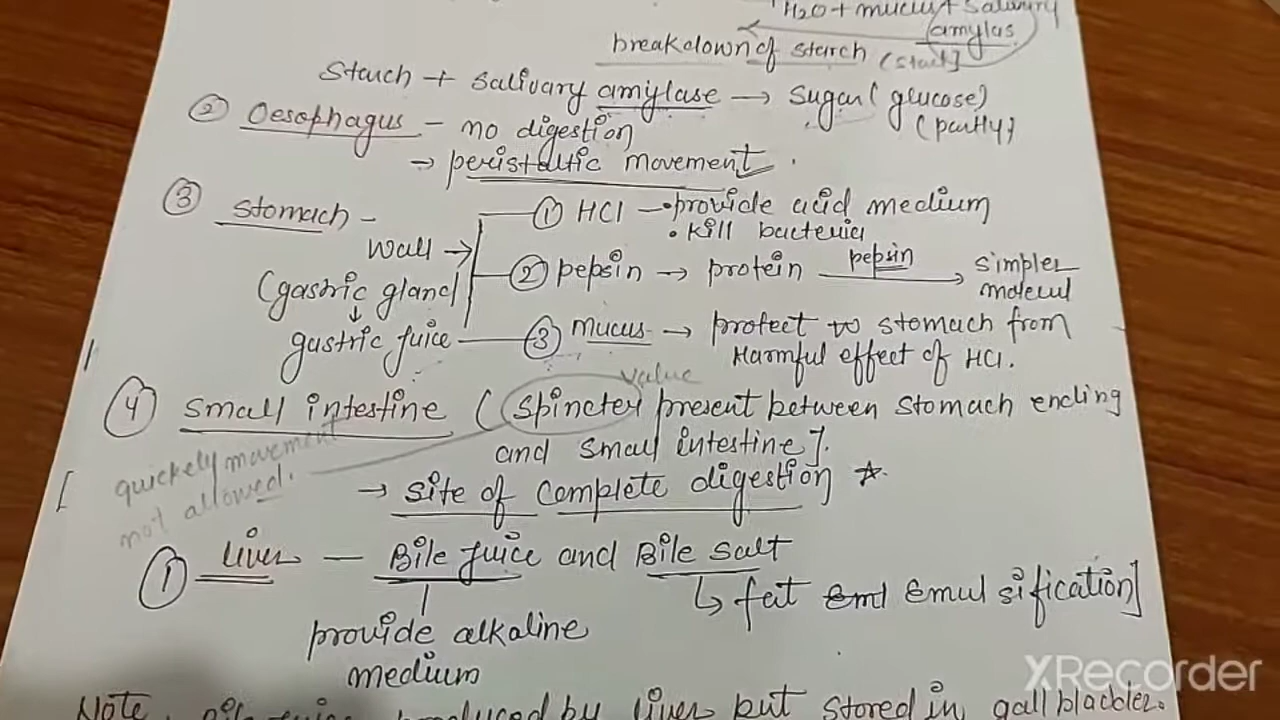 H2O + mucus + Salivary
amylas
breakdown of starch (start]
Starch + Salivary amylase → Sugar (glucose)
(partly)
② Oesophagus - no digestion
→ peristaltic movement.
③ Stomach -
① HCl - • provide acid medium
• kill bacteria
Wall →
(gastric gland)
② pepsin → protein pepsin → simpler
molecul
gastric juice
③ mucus → protect to stomach from
Harmful effect of HCl.
value
④ Small intestine (Spincter present between stomach ending
and small intestine].
quickely movement
not allowed.
→ site of complete digestion ☆
① liver - Bile juice and Bile salt
↳ fat eml emulsification]
provide alkaline
medium
Note produced by liver but stored in gall bladder.
XRecorder